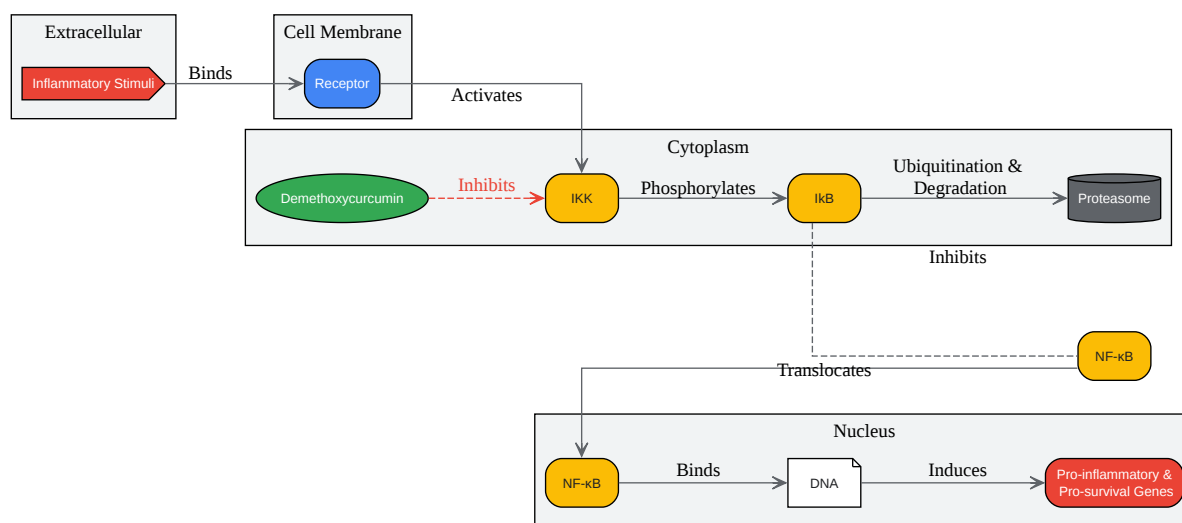 Extracellular
Cell Membrane
Inflammatory Stimuli
Binds
Receptor
Activates
Cytoplasm
Demethoxycurcumin
Inhibits
IKK
Phosphorylates
IkB
Ubiquitination &
Degradation
Proteasome
Inhibits
NF-κB
Translocates
Nucleus
NF-κB
Binds
DNA
Induces
Pro-inflammatory &
Pro-survival Genes